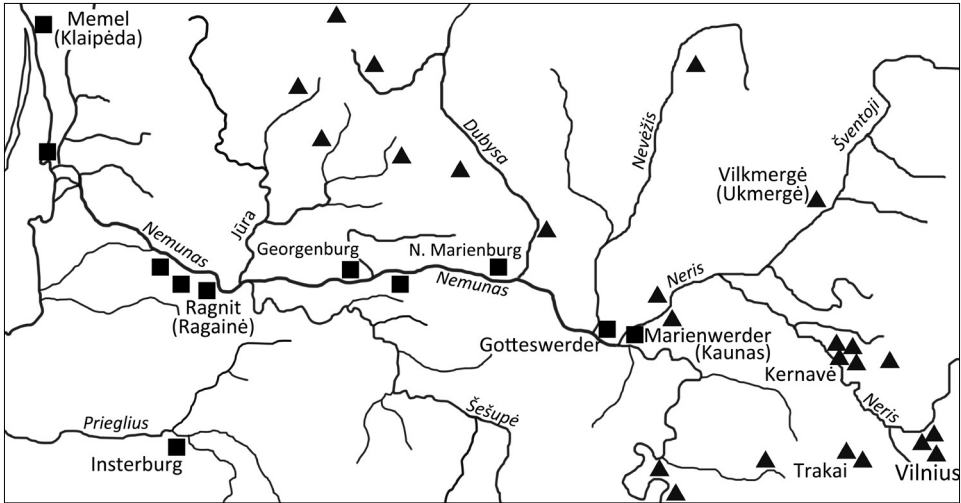 Memel
(Klaipėda)
Dubysa
Nevėžis
Šventoji
Vilkmergė
(Ukmergė)
Jūra
Nemunas
Georgenburg
N. Marienburg
Nemunas
Neris
Ragnit
(Ragainė)
Gotteswerder
Marienwerder
(Kaunas)
Kernavė
Neris
Šešupė
Prieglius
Insterburg
Trakai
Vilnius